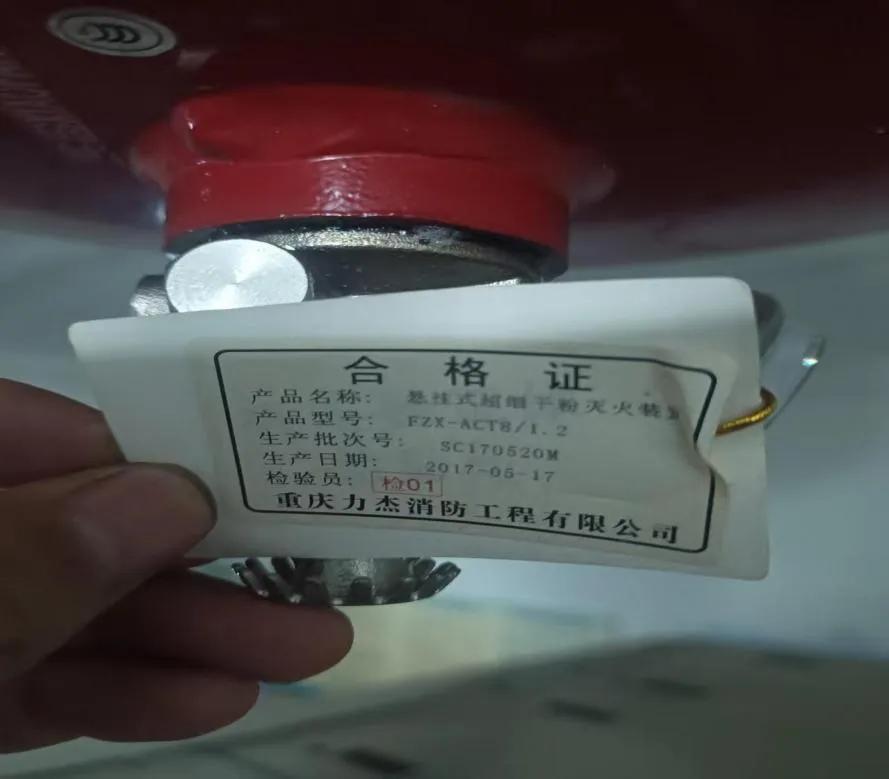 合格证
产品名称: 悬挂式超细干粉灭火装置
产品型号: FZX-ACT8/1.2
生产批次号: SC170520M
生产日期: 2017-05-17
检验员: 检01
重庆力杰消防工程有限公司